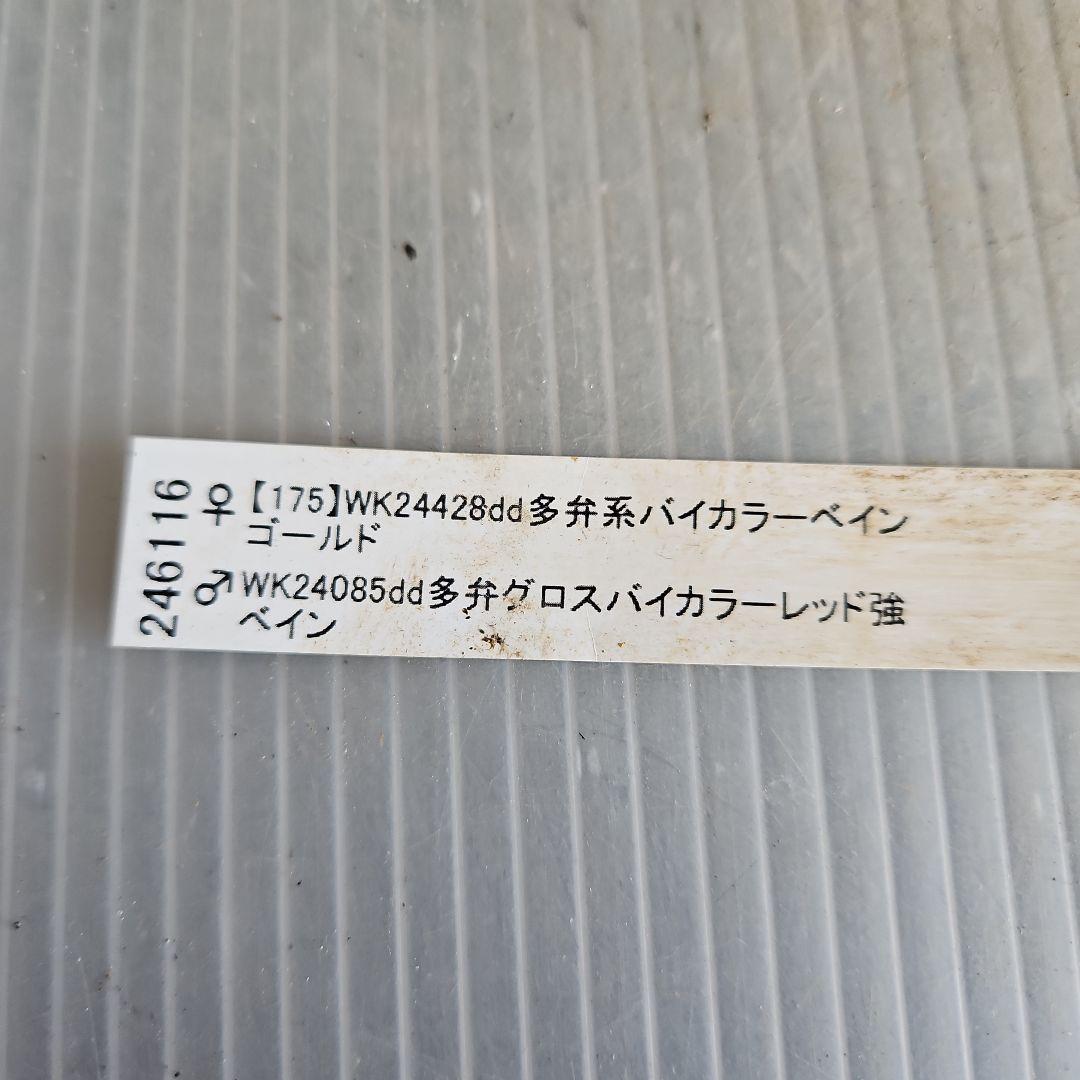 246116
♀【175】WK24428dd多弁系バイカラーベイン
ゴールド
♂WK24085dd多弁グロスバイカラーレッド強
ベイン